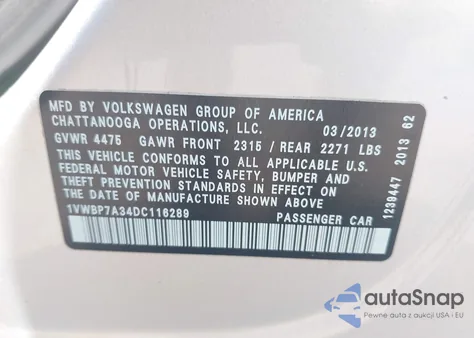 MFD BY VOLKSWAGEN GROUP OF AMERICA
CHATTANOOGA OPERATIONS, LLC. 03/2013
GVWR 4475 GAWR FRONT 2315 / REAR 2271 LBS
THIS VEHICLE CONFORMS TO ALL APPLICABLE U.S.
FEDERAL MOTOR VEHICLE SAFETY, BUMPER AND
THEFT PREVENTION STANDARDS IN EFFECT ON
THE DATE OF MANUFACTURE SHOWN ABOVE
1VWBP7A34DC116289 PASSENGER CAR
1239447 2013 62
autoSnap
Pewne auta z aukcji USA i EU